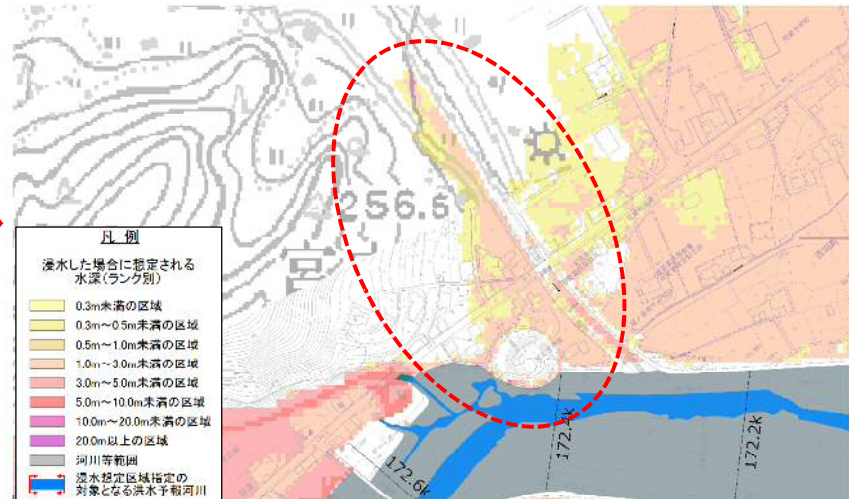 256.6
宮
凡 例
浸水した場合に想定される
水深(ランク別)
0.3m未満の区域
0.3m～0.5m未満の区域
0.5m～1.0m未満の区域
1.0m～3.0m未満の区域
3.0m～5.0m未満の区域
5.0m～10.0m未満の区域
10.0m～20.0m未満の区域
20.0m以上の区域
河川等範囲
浸水想定区域指定の
対象となる洪水予報河川
172.6k
172.4k
172.2k